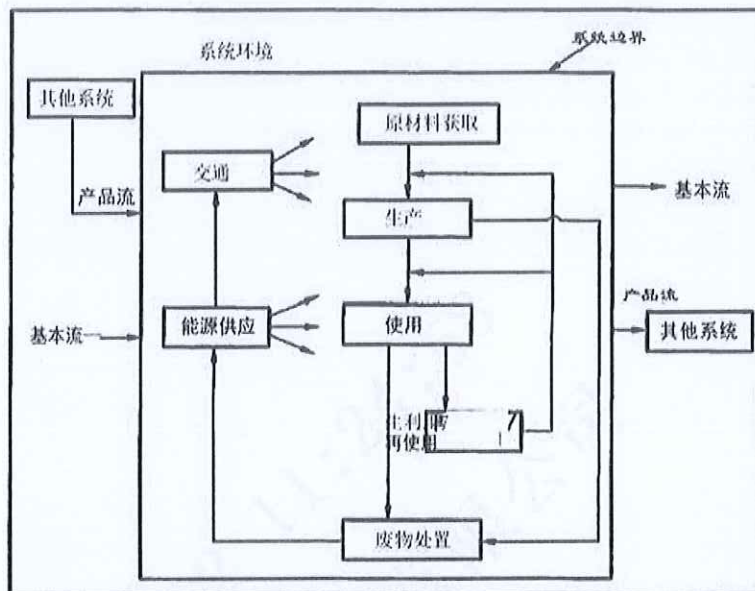 系统环境
系统边界
其他系统
原材料获取
交通
产品流
基本流
生产
产品流
基本流
能源供应
使用
其他系统
再使用
废物处置